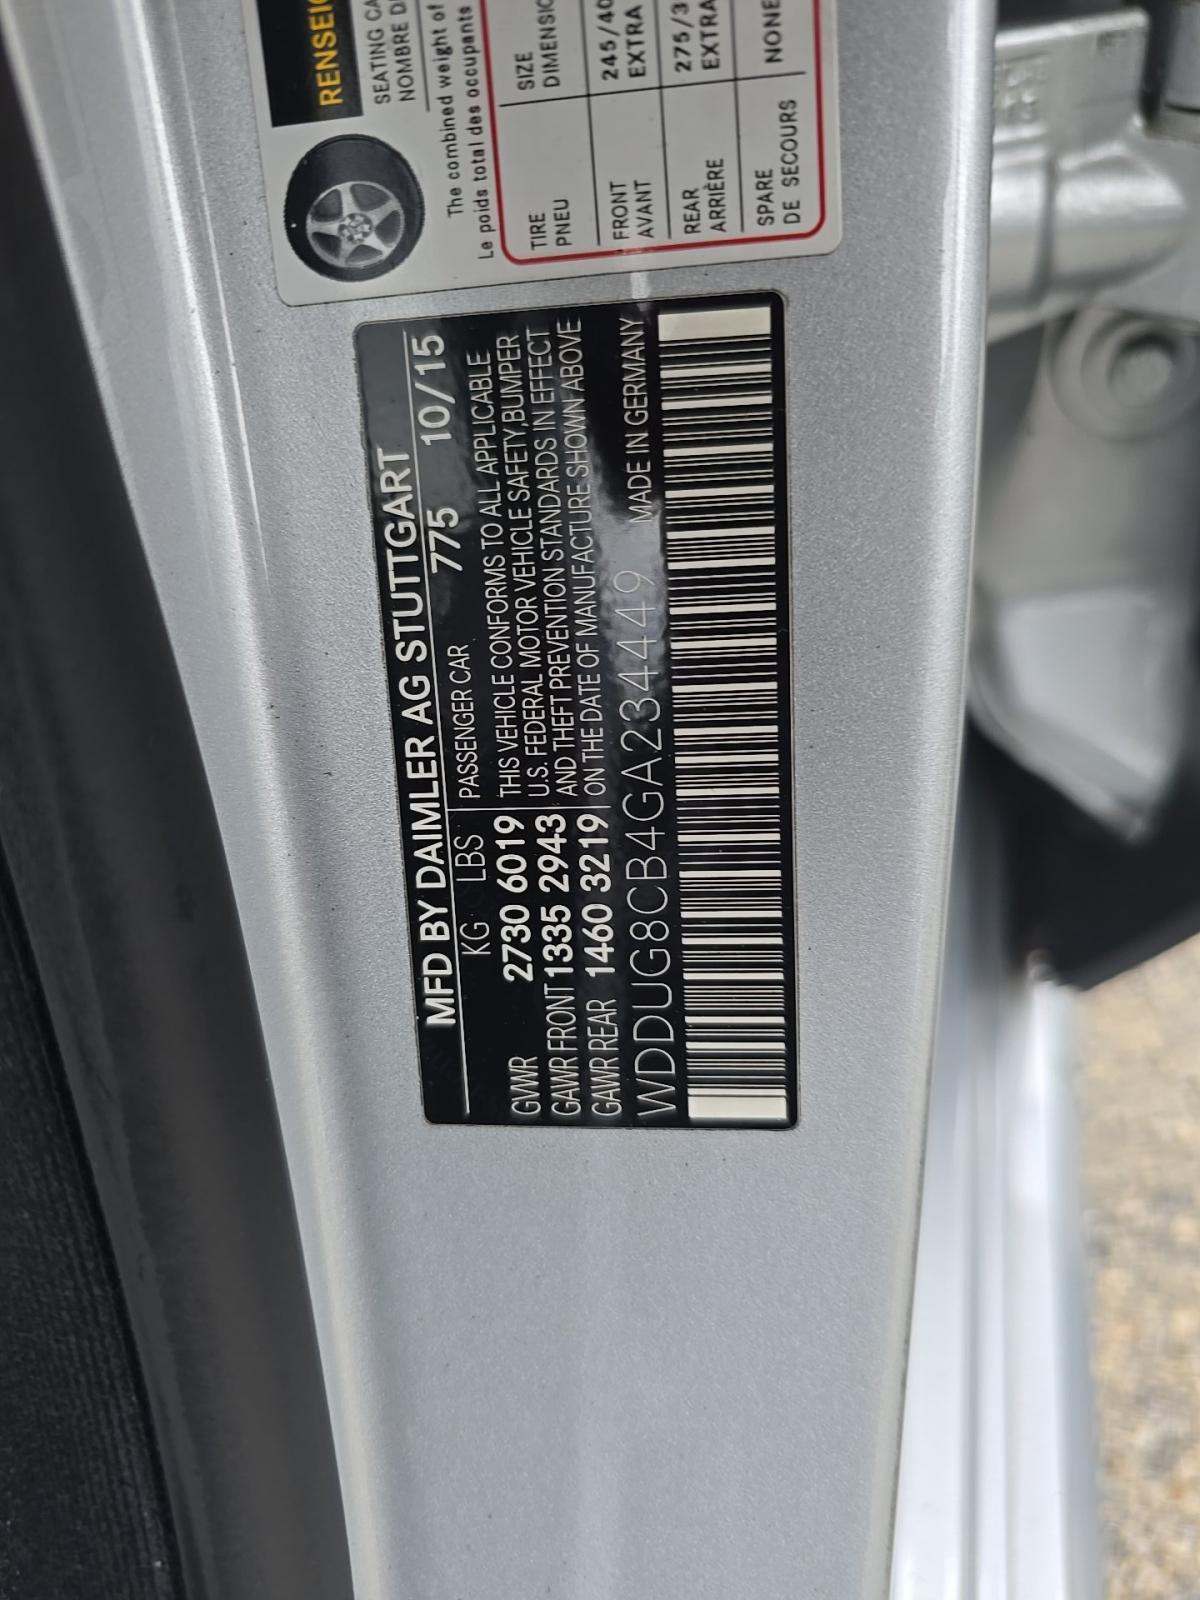 RENSEIG
SEATING CA
NOMBRE D
The combined weight of
Le poids total des occupants
TIRE SIZE
PNEU DIMENSIO
FRONT 245/40
AVANT EXTRA
REAR 275/3
ARRIÈRE EXTRA
SPARE NONE
DE SECOURS
MFD BY DAIMLER AG STUTTGART
775 10/15
KG LBS PASSENGER CAR
GVWR 2730 6019 THIS VEHICLE CONFORMS TO ALL APPLICABLE
GAWR FRONT 1335 2943 U.S. FEDERAL MOTOR VEHICLE SAFETY, BUMPER
GAWR REAR 1460 3219 AND THEFT PREVENTION STANDARDS IN EFFECT
ON THE DATE OF MANUFACTURE SHOWN ABOVE
WDDUG8CB4GA234449 MADE IN GERMANY